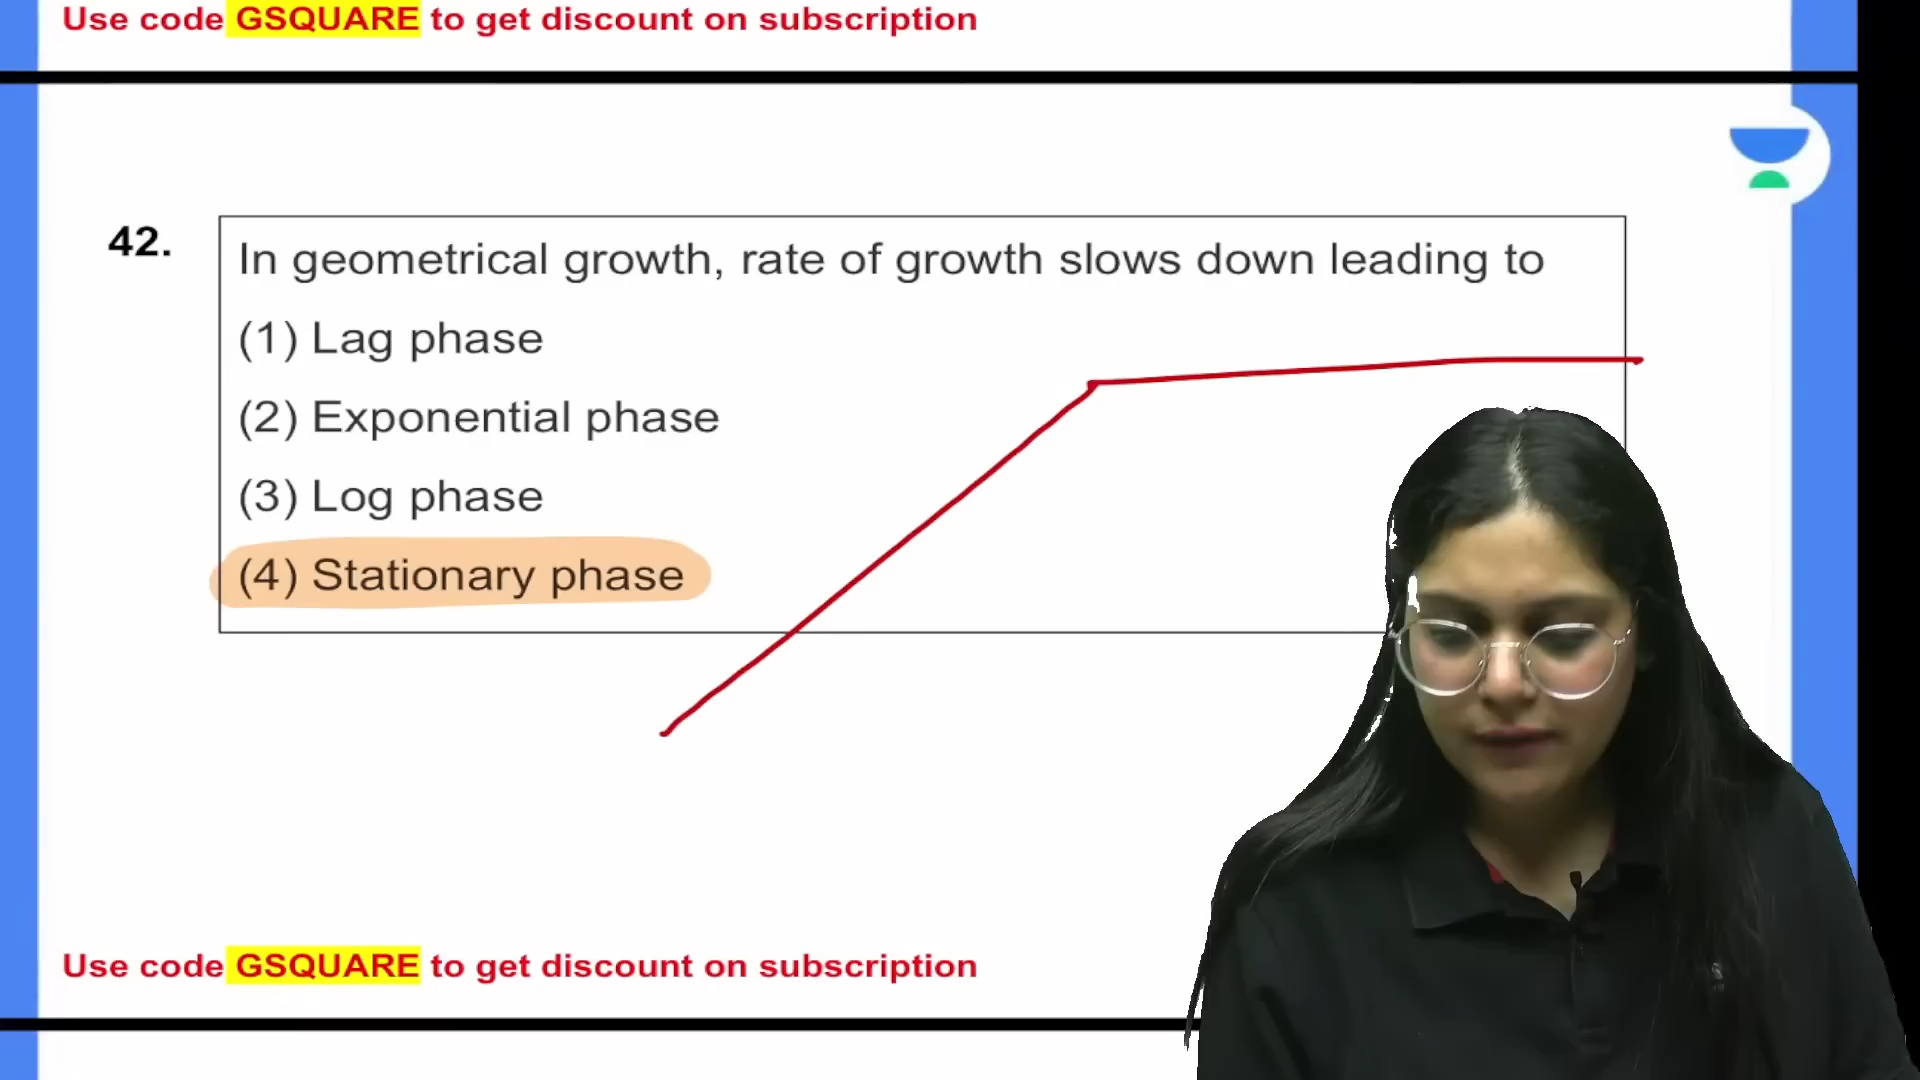 Use code GSQUARE to get discount on subscription
42.
In geometrical growth, rate of growth slows down leading to
(1) Lag phase
(2) Exponential phase
(3) Log phase
(4) Stationary phase
Use code GSQUARE to get discount on subscription